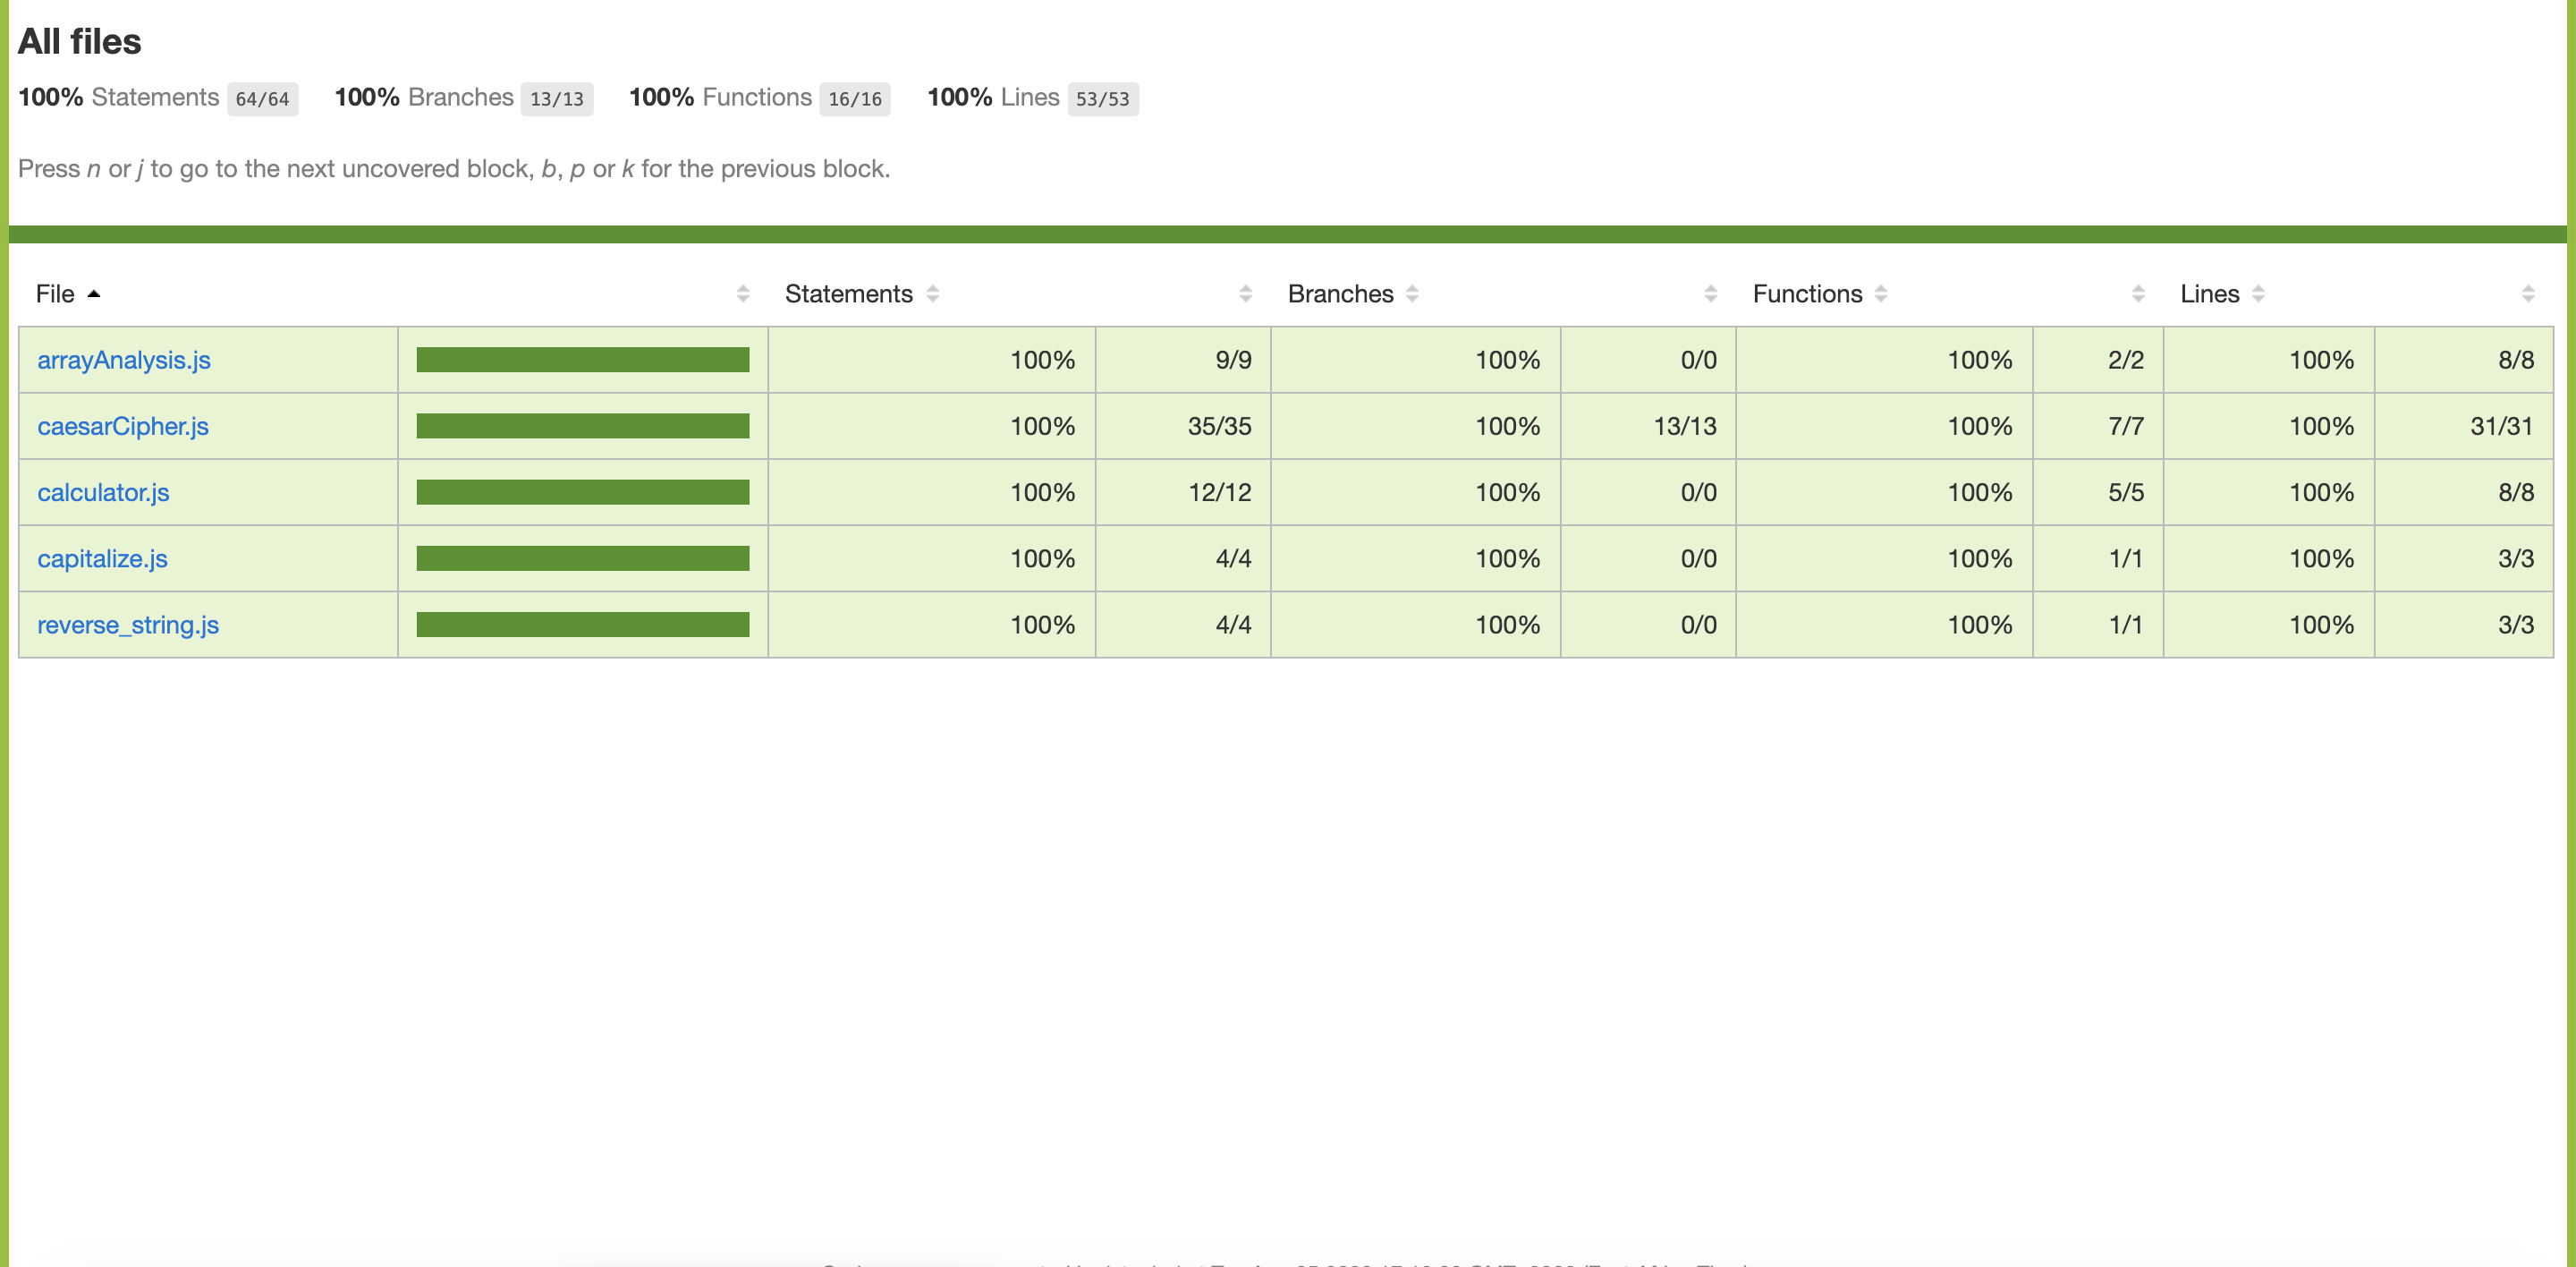 All files
100% Statements 64/64 100% Branches 13/13 100% Functions 16/16 100% Lines 53/53
Press n or j to go to the next uncovered block, b, p or k for the previous block.
File Statements Branches Functions Lines
arrayAnalysis.js 100% 9/9 100% 0/0 100% 2/2 100% 8/8
caesarCipher.js 100% 35/35 100% 13/13 100% 7/7 100% 31/31
calculator.js 100% 12/12 100% 0/0 100% 5/5 100% 8/8
capitalize.js 100% 4/4 100% 0/0 100% 1/1 100% 3/3
reverse_string.js 100% 4/4 100% 0/0 100% 1/1 100% 3/3